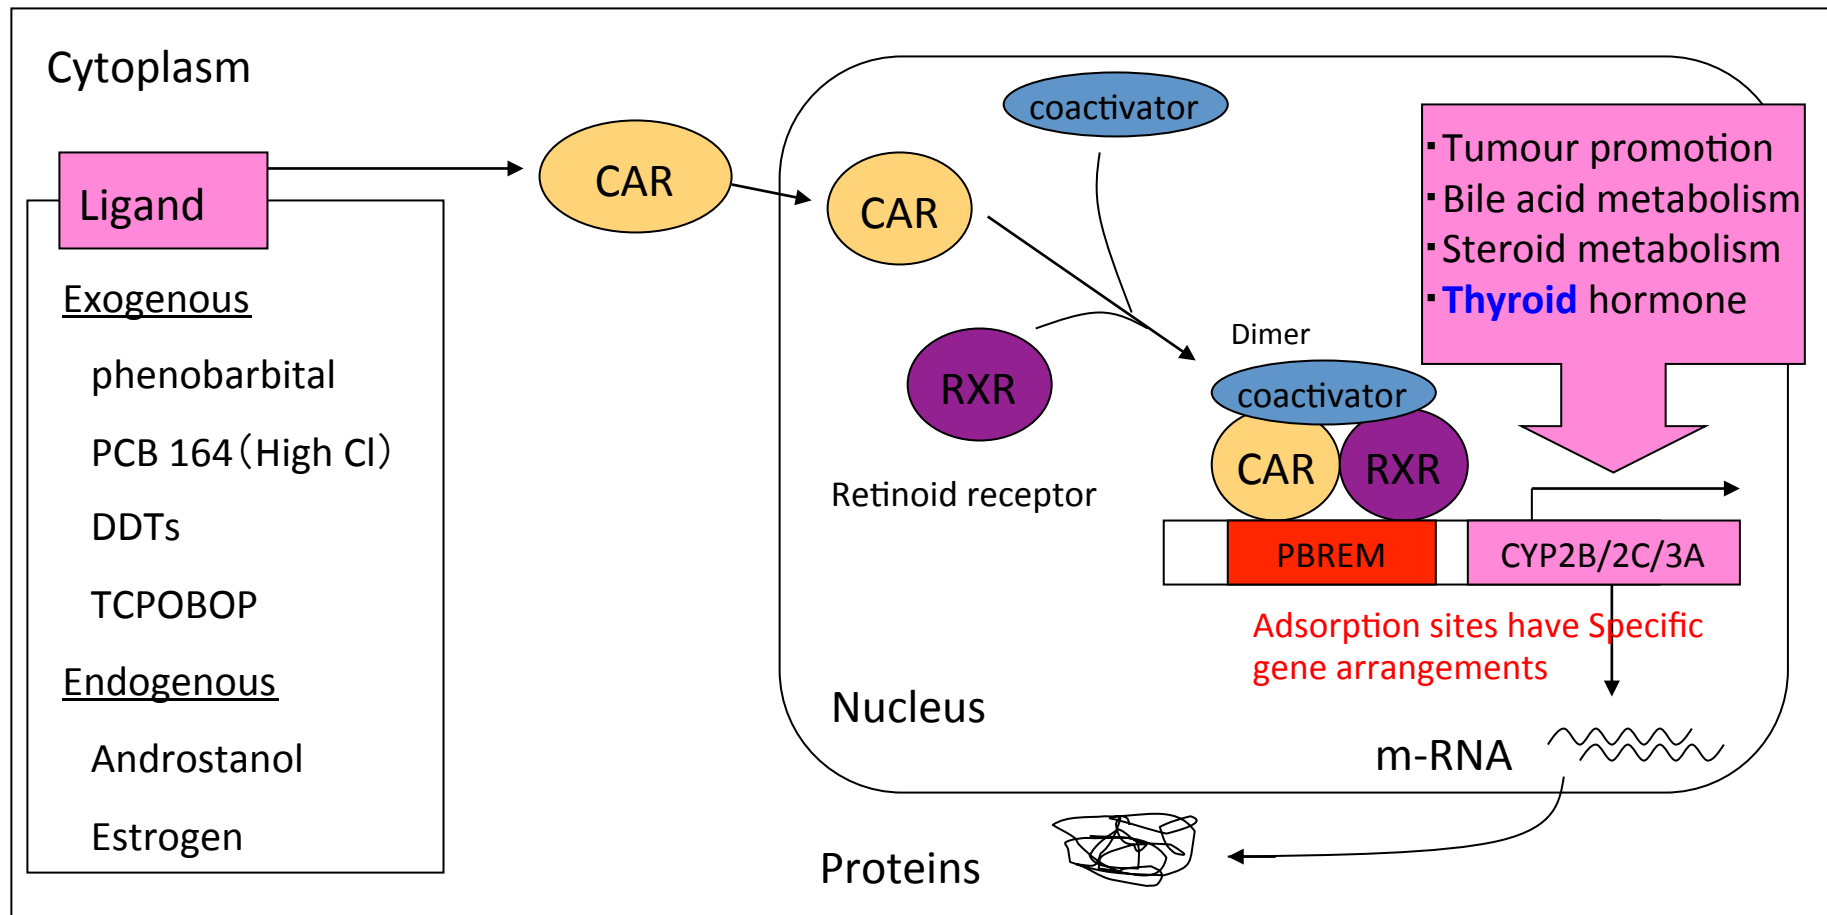 Cytoplasm
Ligand
Exogenous
phenobarbital
PCB 164（High Cl）
DDTs
TCPOBOP
Endogenous
Androstanol
Estrogen
CAR
CAR
coactivator
RXR
Retinoid receptor
Dimer
coactivator
CAR
RXR
PBREM
CYP2B/2C/3A
▪Tumour promotion
▪Bile acid metabolism
▪Steroid metabolism
▪Thyroid hormone
Adsorption sites have Specific
gene arrangements
Nucleus
m-RNA
Proteins